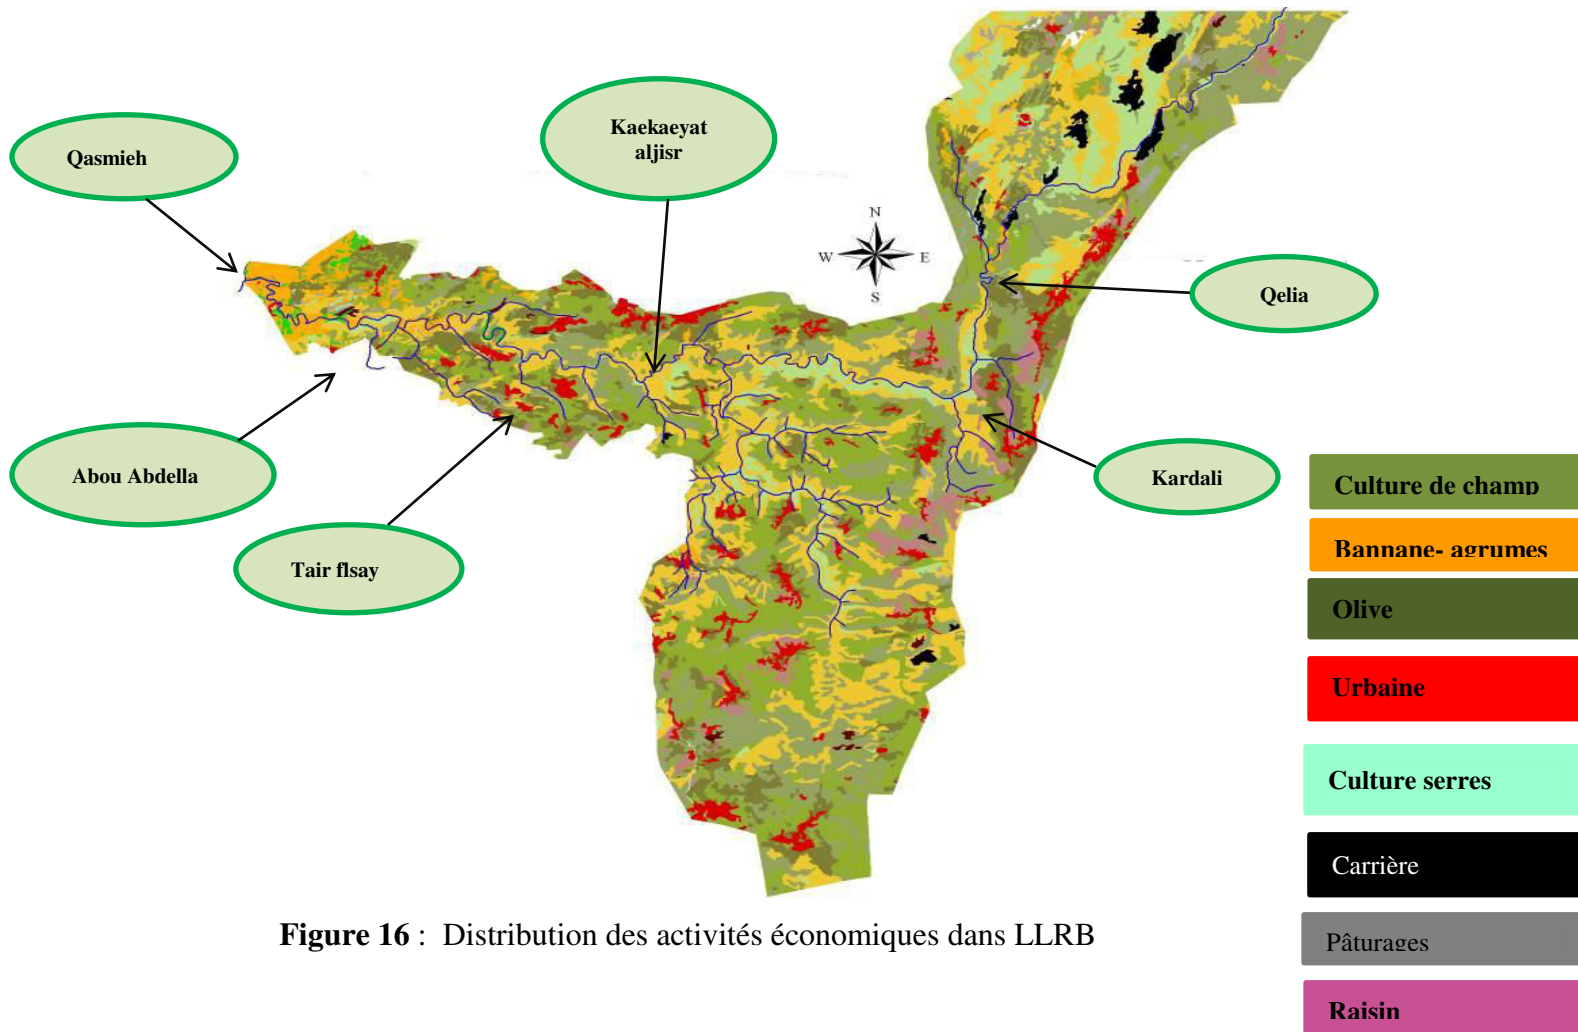 Qasmieh
Kaekaeyat
aljisr
N
W E
S
Qelia
Abou Abdella
Tair flsay
Kardali
Culture de champ
Bannane- agrumes
Olive
Urbaine
Culture serres
Carrière
Pâturages
Raisin
Figure 16 : Distribution des activités économiques dans LLRB